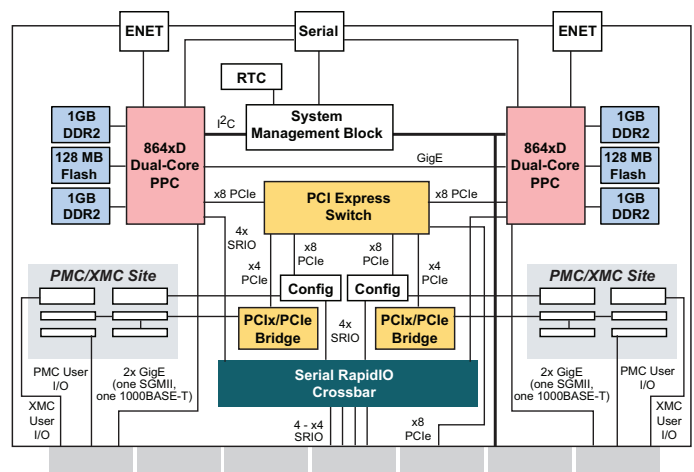 ENET
Serial
ENET
RTC
I2C
System
Management Block
1GB
DDR2
128 MB
Flash
1GB
DDR2
864xD
Dual-Core
PPC
GigE
864xD
Dual-Core
PPC
1GB
DDR2
128 MB
Flash
1GB
DDR2
x8 PCIe
PCI Express
Switch
x8 PCIe
4x
SRIO
x8
PCIe
x8
PCIe
x4
PCIe
x4
PCIe
PMC/XMC Site
Config
Config
PMC/XMC Site
PCIx/PCIe
Bridge
4x
SRIO
PCIx/PCIe
Bridge
PMC User
I/O
2x GigE
(one SGMII,
one 1000BASE-T)
Serial RapidIO
Crossbar
2x GigE
(one SGMII,
one 1000BASE-T)
PMC User
I/O
XMC
User
I/O
4 - x4
SRIO
x8
PCIe
XMC
User
I/O